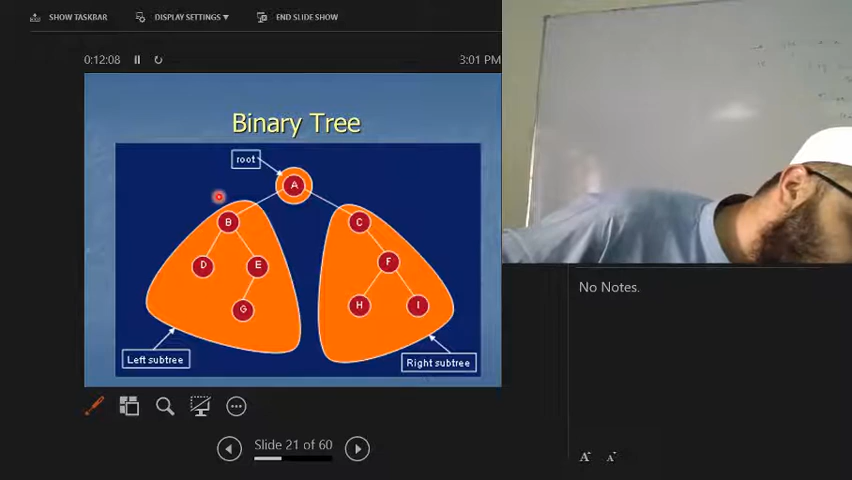 SHOW TASKBAR
DISPLAY SETTINGS ▾
END SLIDE SHOW
0:12:08
3:01 PM
Binary Tree
root
A
B
C
D
E
F
G
H
I
Left subtree
Right subtree
No Notes.
Slide 21 of 60
A A